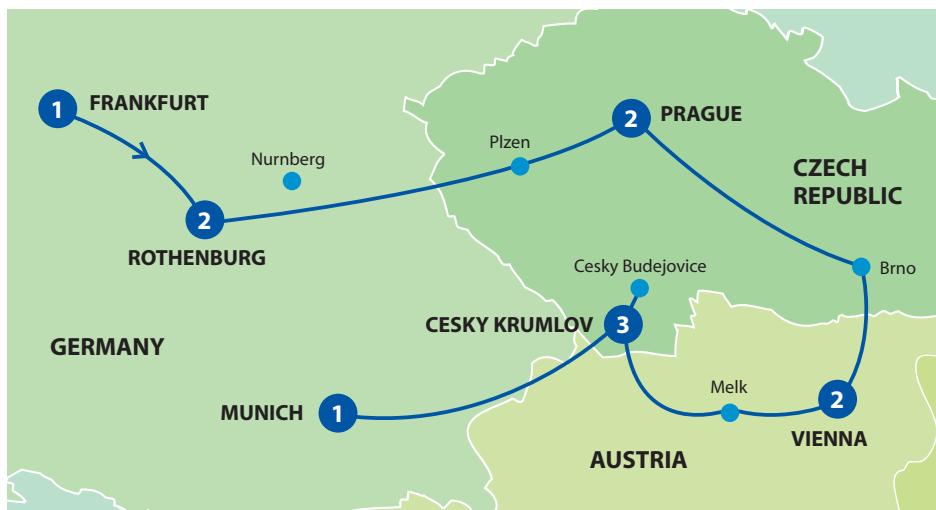 1 FRANKFURT
2 PRAGUE
Plzen
Nurnberg
CZECH
REPUBLIC
2
ROTHENBURG
Cesky Budejovice
Brno
CESKY KRUMLOV 3
GERMANY
Melk
MUNICH 1
2
VIENNA
AUSTRIA